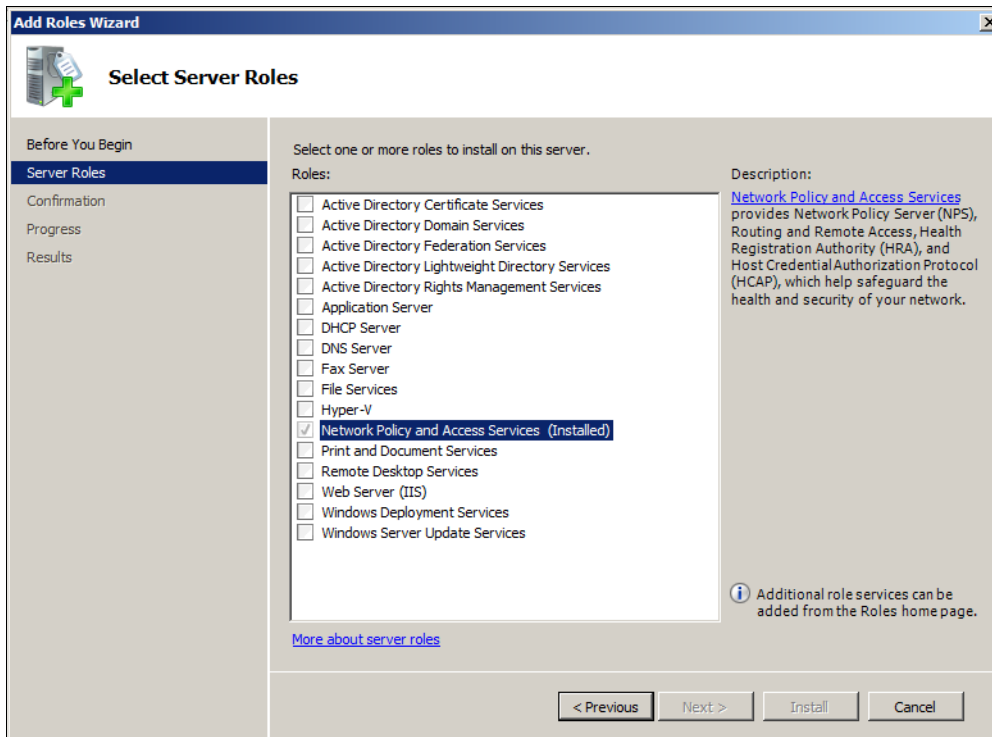 Add Roles Wizard
Select Server Roles
Before You Begin
Server Roles
Confirmation
Progress
Results
Select one or more roles to install on this server.
Roles:
Active Directory Certificate Services
Active Directory Domain Services
Active Directory Federation Services
Active Directory Lightweight Directory Services
Active Directory Rights Management Services
Application Server
DHCP Server
DNS Server
Fax Server
File Services
Hyper-V
Network Policy and Access Services (Installed)
Print and Document Services
Remote Desktop Services
Web Server (IIS)
Windows Deployment Services
Windows Server Update Services
More about server roles
Description:
Network Policy and Access Services
provides Network Policy Server (NPS),
Routing and Remote Access, Health
Registration Authority (HRA), and
Host Credential Authorization Protocol
(HCAP), which help safeguard the
health and security of your network.
Additional role services can be
added from the Roles home page.
< Previous
Next >
Install
Cancel